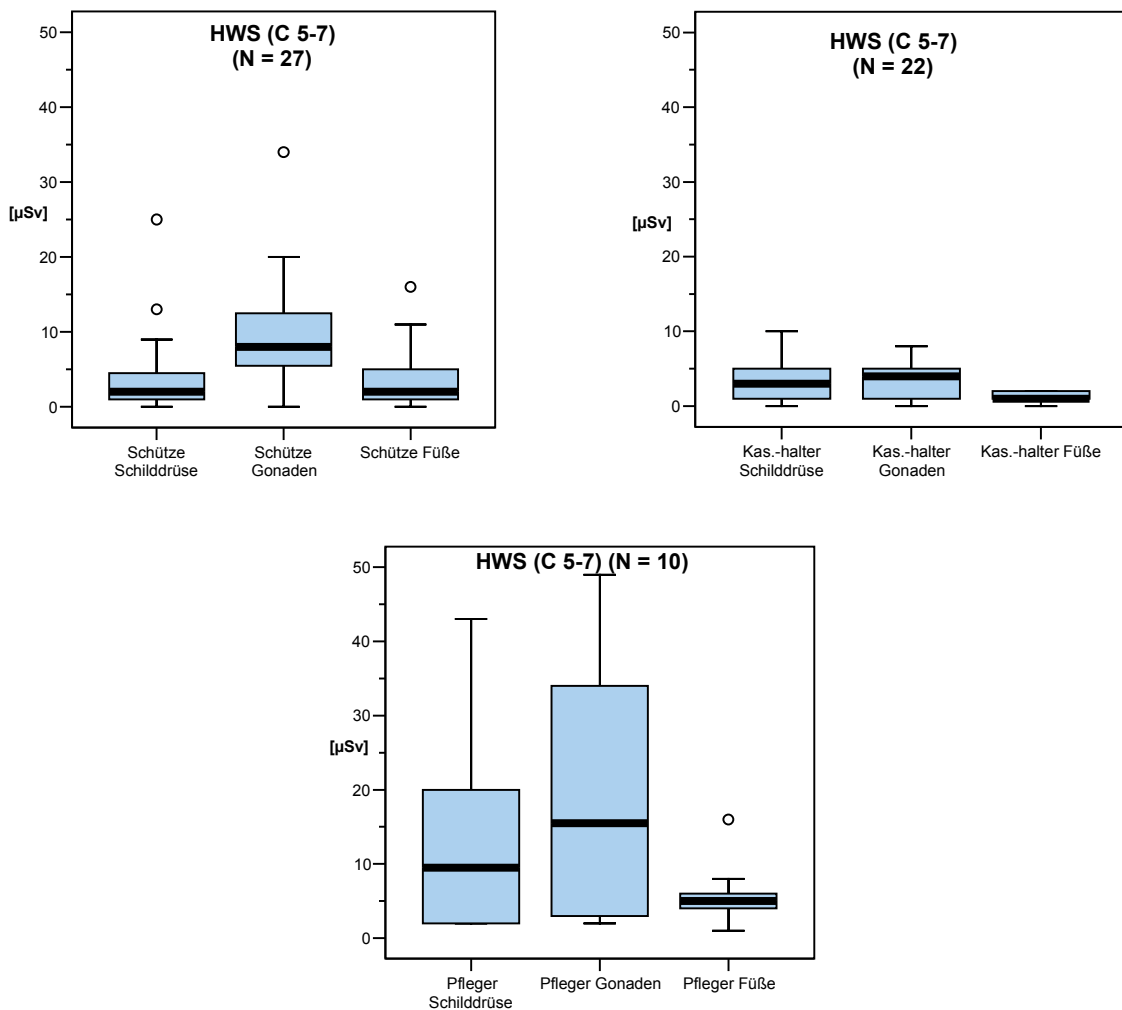 HWS (C 5-7)
(N = 27)
50
40
30
[µSv]
20
10
0
Schütze
Schilddrüse
Schütze
Gonaden
Schütze Füße
HWS (C 5-7)
(N = 22)
50
40
30
[µSv]
20
10
0
Kas.-halter
Schilddrüse
Kas.-halter
Gonaden
Kas.-halter Füße
HWS (C 5-7) (N = 10)
50
40
30
[µSv]
20
10
0
Pfleger
Schilddrüse
Pfleger Gonaden
Pfleger Füße